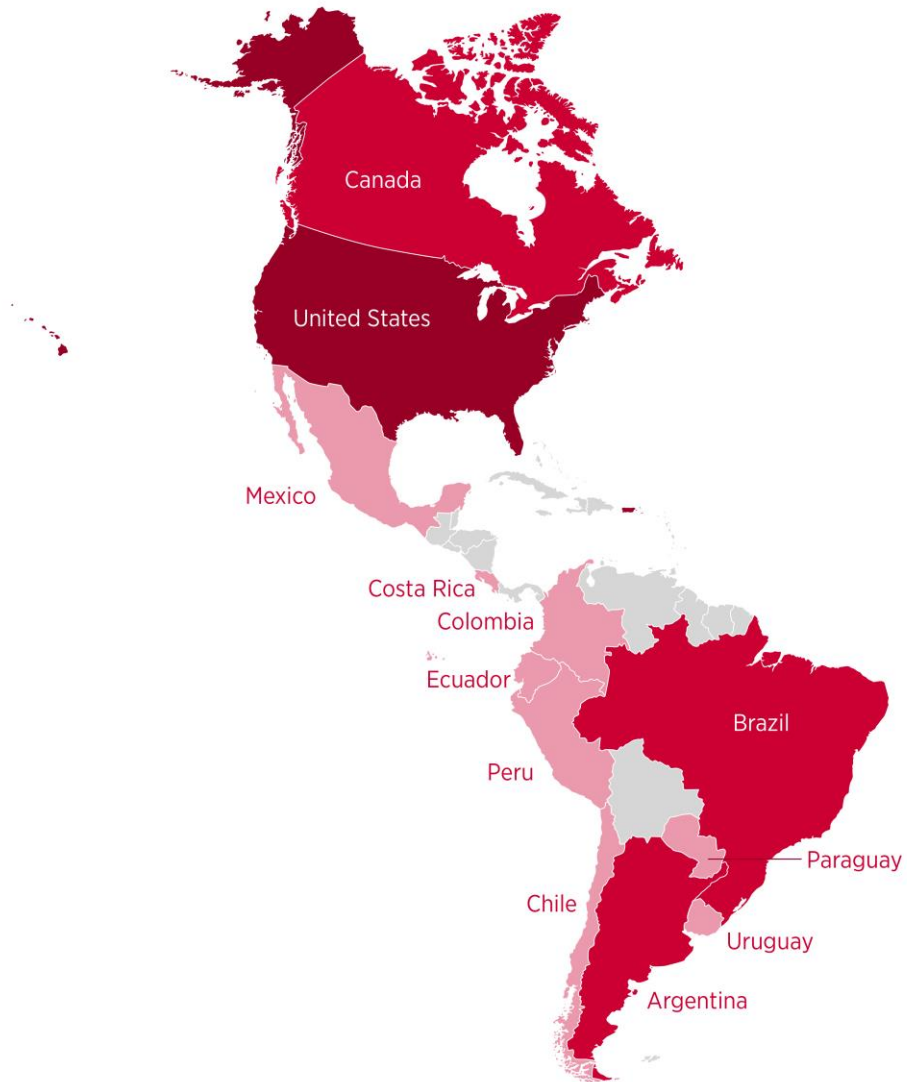 Canada
United States
Mexico
Costa Rica
Colombia
Ecuador
Brazil
Peru
Paraguay
Chile
Uruguay
Argentina